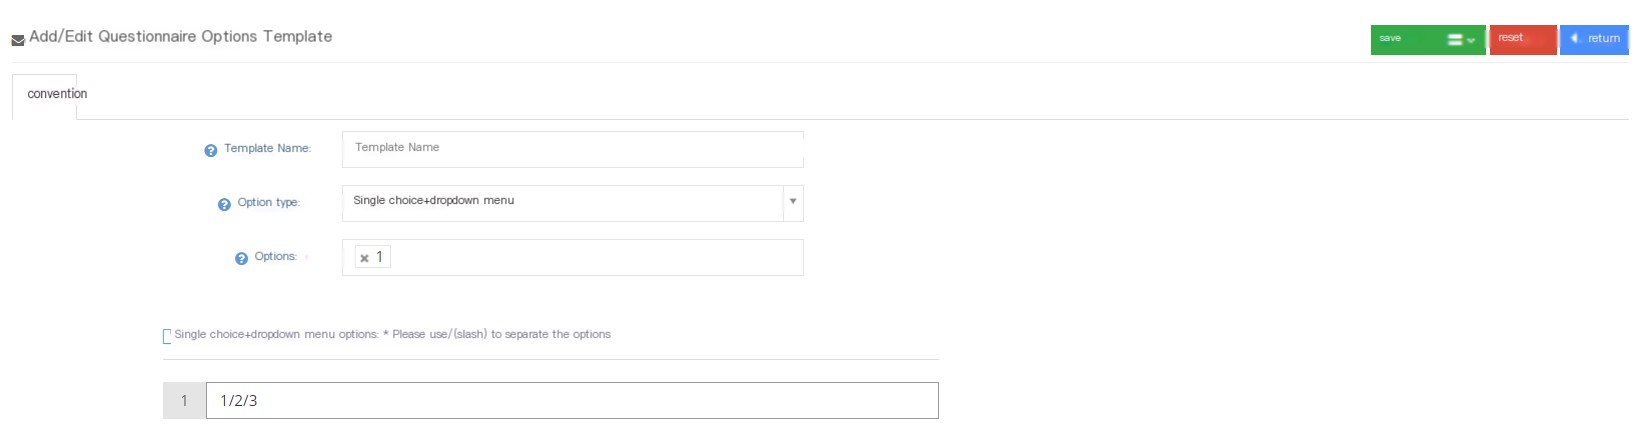 Add/Edit Questionnaire Options Template
save
reset
return
convention
Template Name:
Template Name
Option type:
Single choice+dropdown menu
Options:
× 1
Single choice+dropdown menu options: * Please use/(slash) to separate the options
1
1/2/3